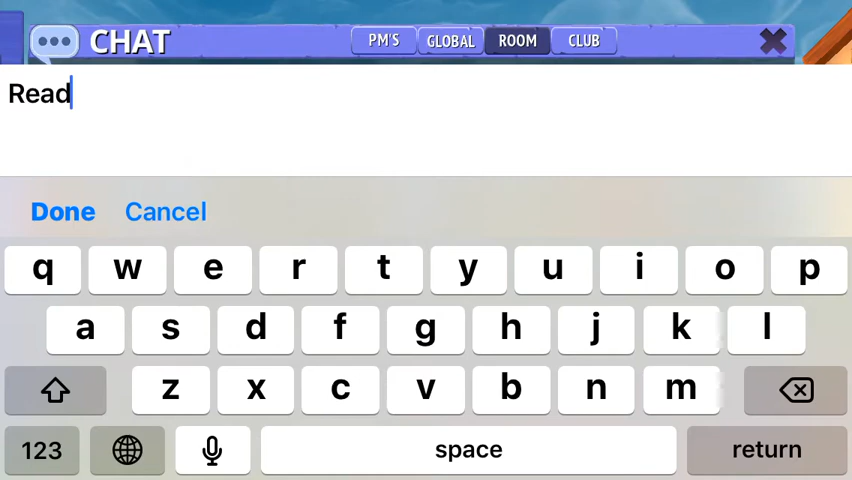 CHAT
PM'S GLOBAL ROOM CLUB
Read
Done Cancel
q w e r t y u i o p
a s d f g h j k l
z x c v b n m
123 space return